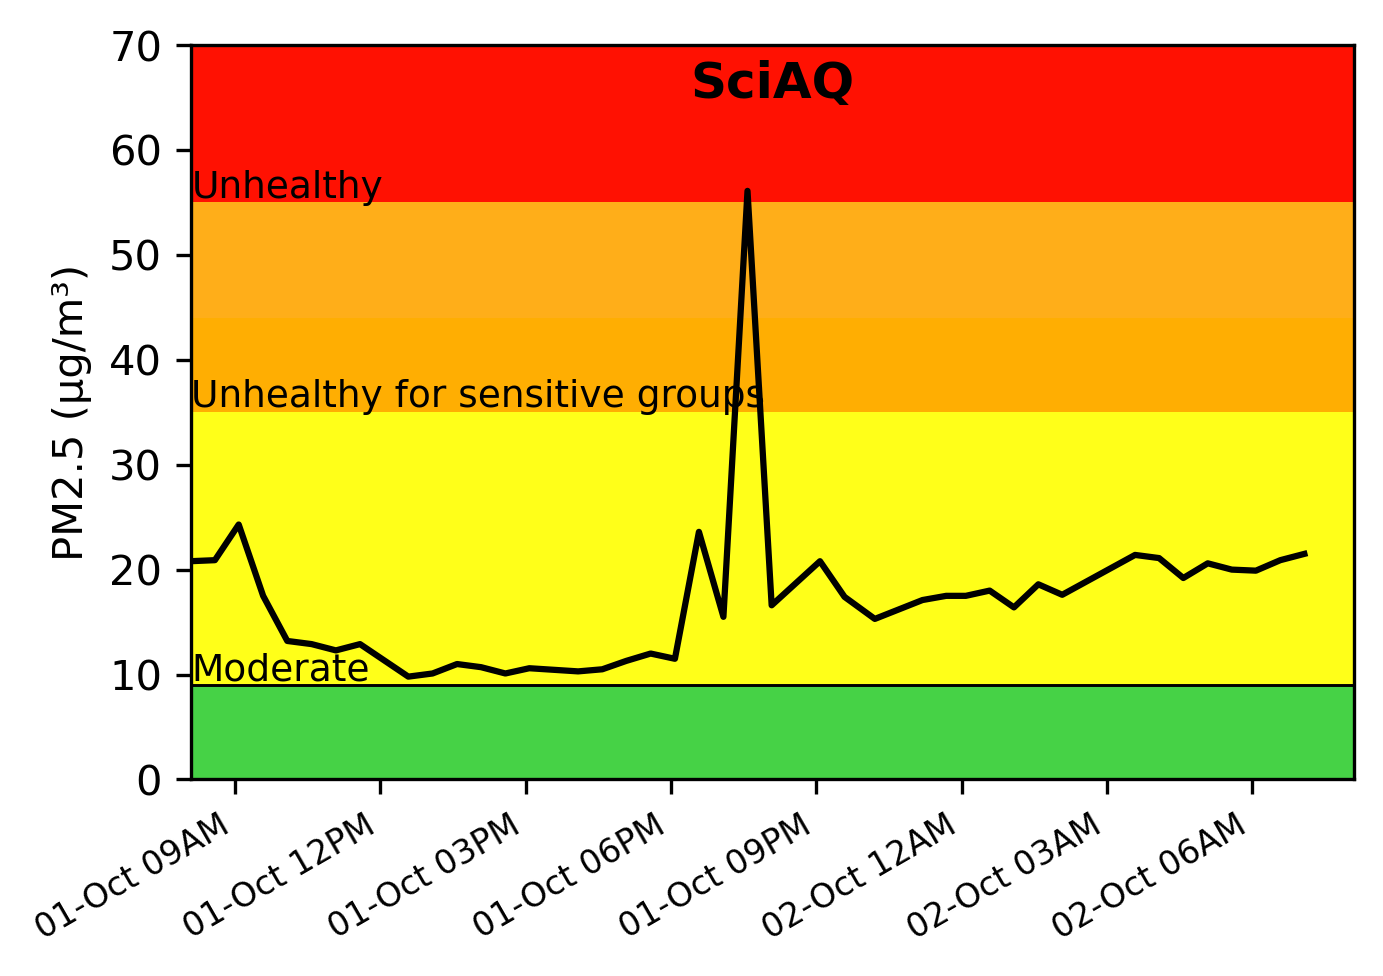 SciAQ
PM2.5 (µg/m³)
70
60
50
40
30
20
10
0
Unhealthy
Unhealthy for sensitive groups
Moderate
01-Oct 09AM
01-Oct 12PM
01-Oct 03PM
01-Oct 06PM
01-Oct 09PM
02-Oct 12AM
02-Oct 03AM
02-Oct 06AM